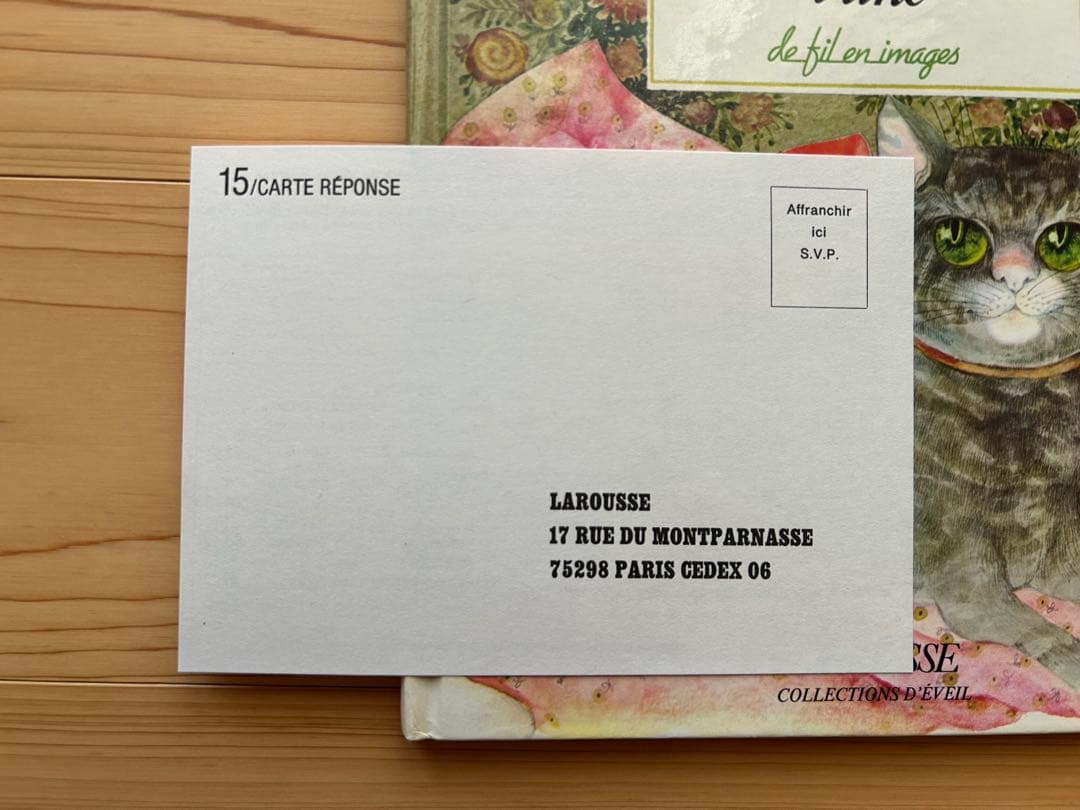 de fil en images
15/CARTE RÉPONSE
Affranchir
ici
S.V.P.
LAROUSSE
17 RUE DU MONTPARNASSE
75298 PARIS CEDEX 06
COLLECTIONS D'ÉVEIL